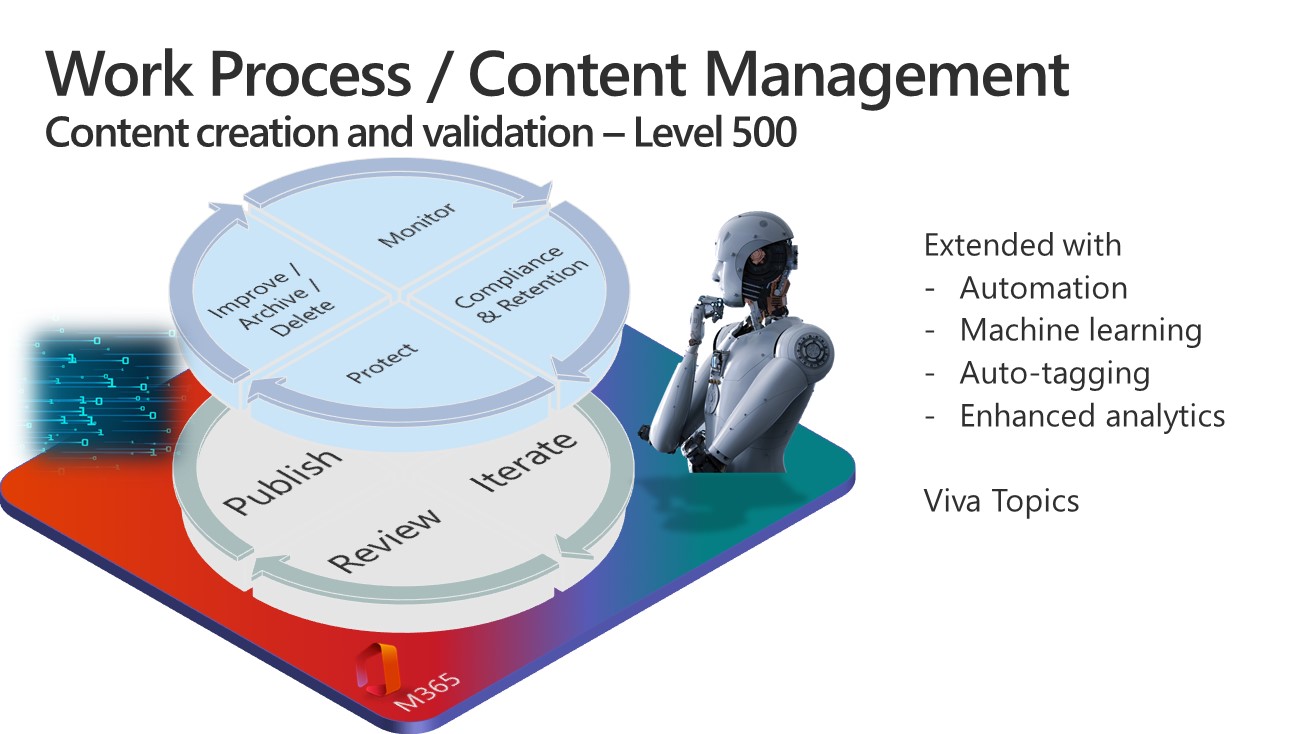 Work Process / Content Management
Content creation and validation – Level 500
Monitor
Compliance
& Retention
Improve /
Archive /
Delete
Protect
Publish
Iterate
Review
M365
Extended with
- Automation
- Machine learning
- Auto-tagging
- Enhanced analytics
Viva Topics